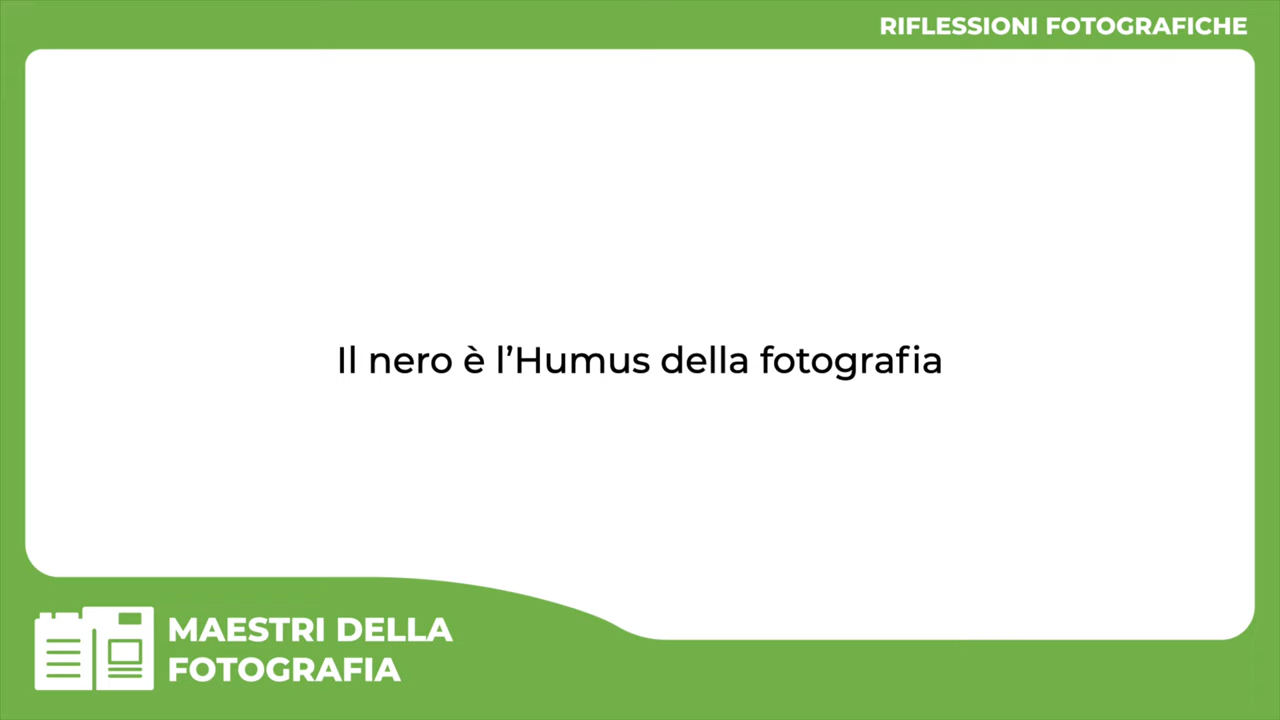 RIFLESSIONI FOTOGRAFICHE
Il nero è l’Humus della fotografia
MAESTRI DELLA
FOTOGRAFIA